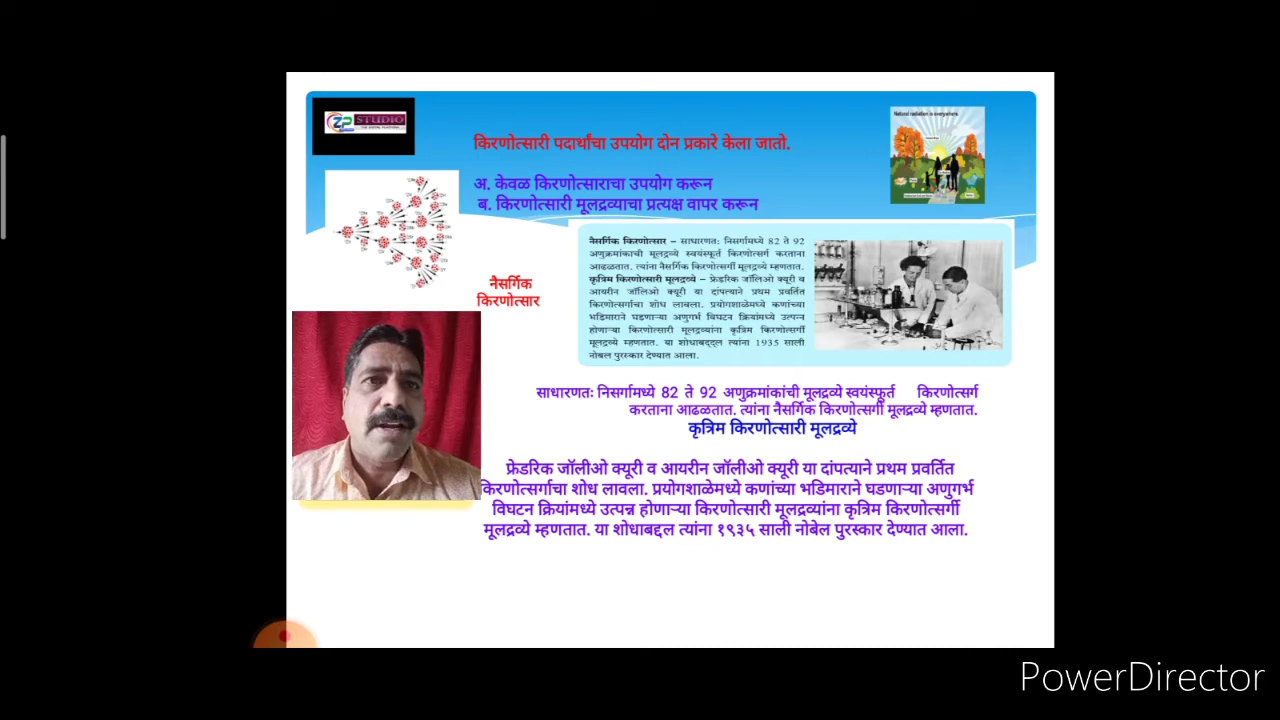 ZP STUDIO
Natural radiation is everywhere.
किरणोत्सारी पदार्थांचा उपयोग दोन प्रकारे केला जातो.
अ. केवळ किरणोत्साराचा उपयोग करून
ब. किरणोत्सारी मूलद्रव्याचा प्रत्यक्ष वापर करून
नैसर्गिक
किरणोत्सार
नैसर्गिक किरणोत्सार – साधारणत: निसर्गामध्ये 82 ते 92
अणुक्रमांकाची मूलद्रव्ये स्वयंस्फूर्त किरणोत्सर्ग करताना
आढळतात. त्यांना नैसर्गिक किरणोत्सर्गी मूलद्रव्ये म्हणतात.
कृत्रिम किरणोत्सारी मूलद्रव्ये – फ्रेडरिक जॉलिओ क्यूरी व
आयरीन जॉलिओ क्यूरी या दांपत्याने प्रथम प्रवर्तित
किरणोत्सर्गाचा शोध लावला. प्रयोगशाळेमध्ये कणांच्या
भडिमाराने घडणाऱ्या अणुगर्भ विघटन क्रियांमध्ये उत्पन्न
होणाऱ्या किरणोत्सारी मूलद्रव्यांना कृत्रिम किरणोत्सर्गी
मूलद्रव्ये म्हणतात. या शोधाबद्दल त्यांना 1935 साली
नोबल पुरस्कार देण्यात आला.
साधारणतः निसर्गामध्ये 82 ते 92 अणुक्रमांकांची मूलद्रव्ये स्वयंस्फूर्त किरणोत्सर्ग
करताना आढळतात. त्यांना नैसर्गिक किरणोत्सर्गी मूलद्रव्ये म्हणतात.
कृत्रिम किरणोत्सारी मूलद्रव्ये
फ्रेडरिक जॉलीओ क्यूरी व आयरीन जॉलीओ क्यूरी या दांपत्याने प्रथम प्रवर्तित
किरणोत्सर्गाचा शोध लावला. प्रयोगशाळेमध्ये कणांच्या भडिमाराने घडणाऱ्या अणुगर्भ
विघटन क्रियांमध्ये उत्पन्न होणाऱ्या किरणोत्सारी मूलद्रव्यांना कृत्रिम किरणोत्सर्गी
मूलद्रव्ये म्हणतात. या शोधाबद्दल त्यांना १९३५ साली नोबेल पुरस्कार देण्यात आला.
PowerDirector